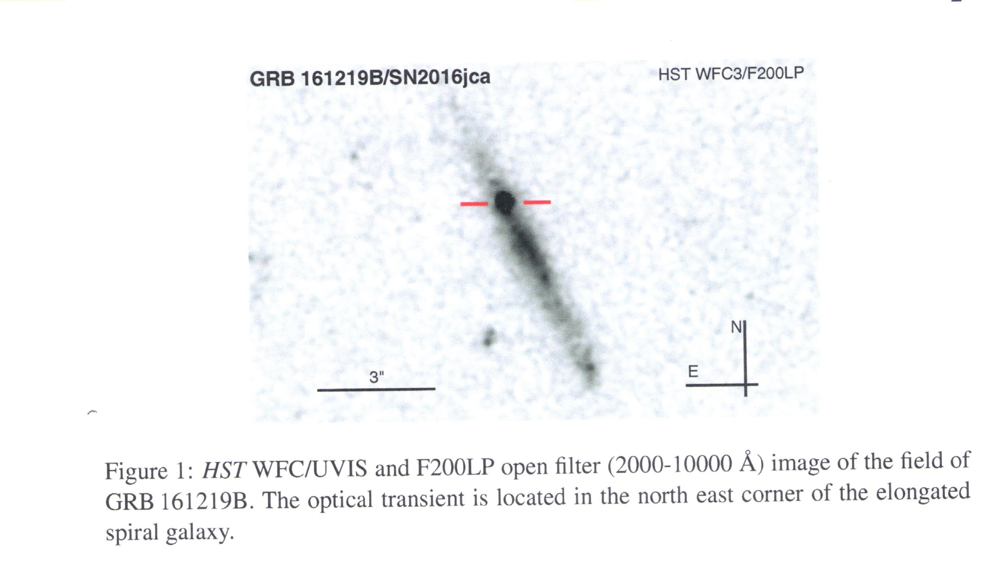 GRB 161219B/SN2016jca
HST WFC3/F200LP
N
E
3"
Figure 1: HST WFC/UVIS and F200LP open filter (2000-10000 Å) image of the field of
GRB 161219B. The optical transient is located in the north east corner of the elongated
spiral galaxy.